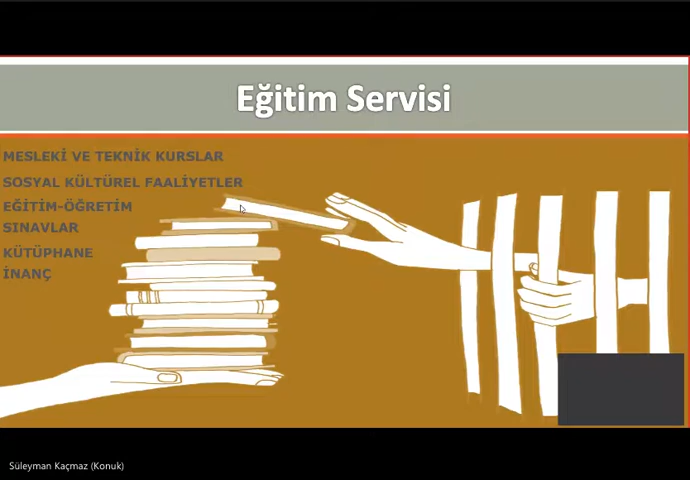 Eğitim Servisi
MESLEKİ VE TEKNİK KURSLAR
SOSYAL KÜLTÜREL FAALİYETLER
EĞİTİM-ÖĞRETİM
SINAVLAR
KÜTÜPHANE
İNANÇ
Süleyman Kaçmaz (Konuk)